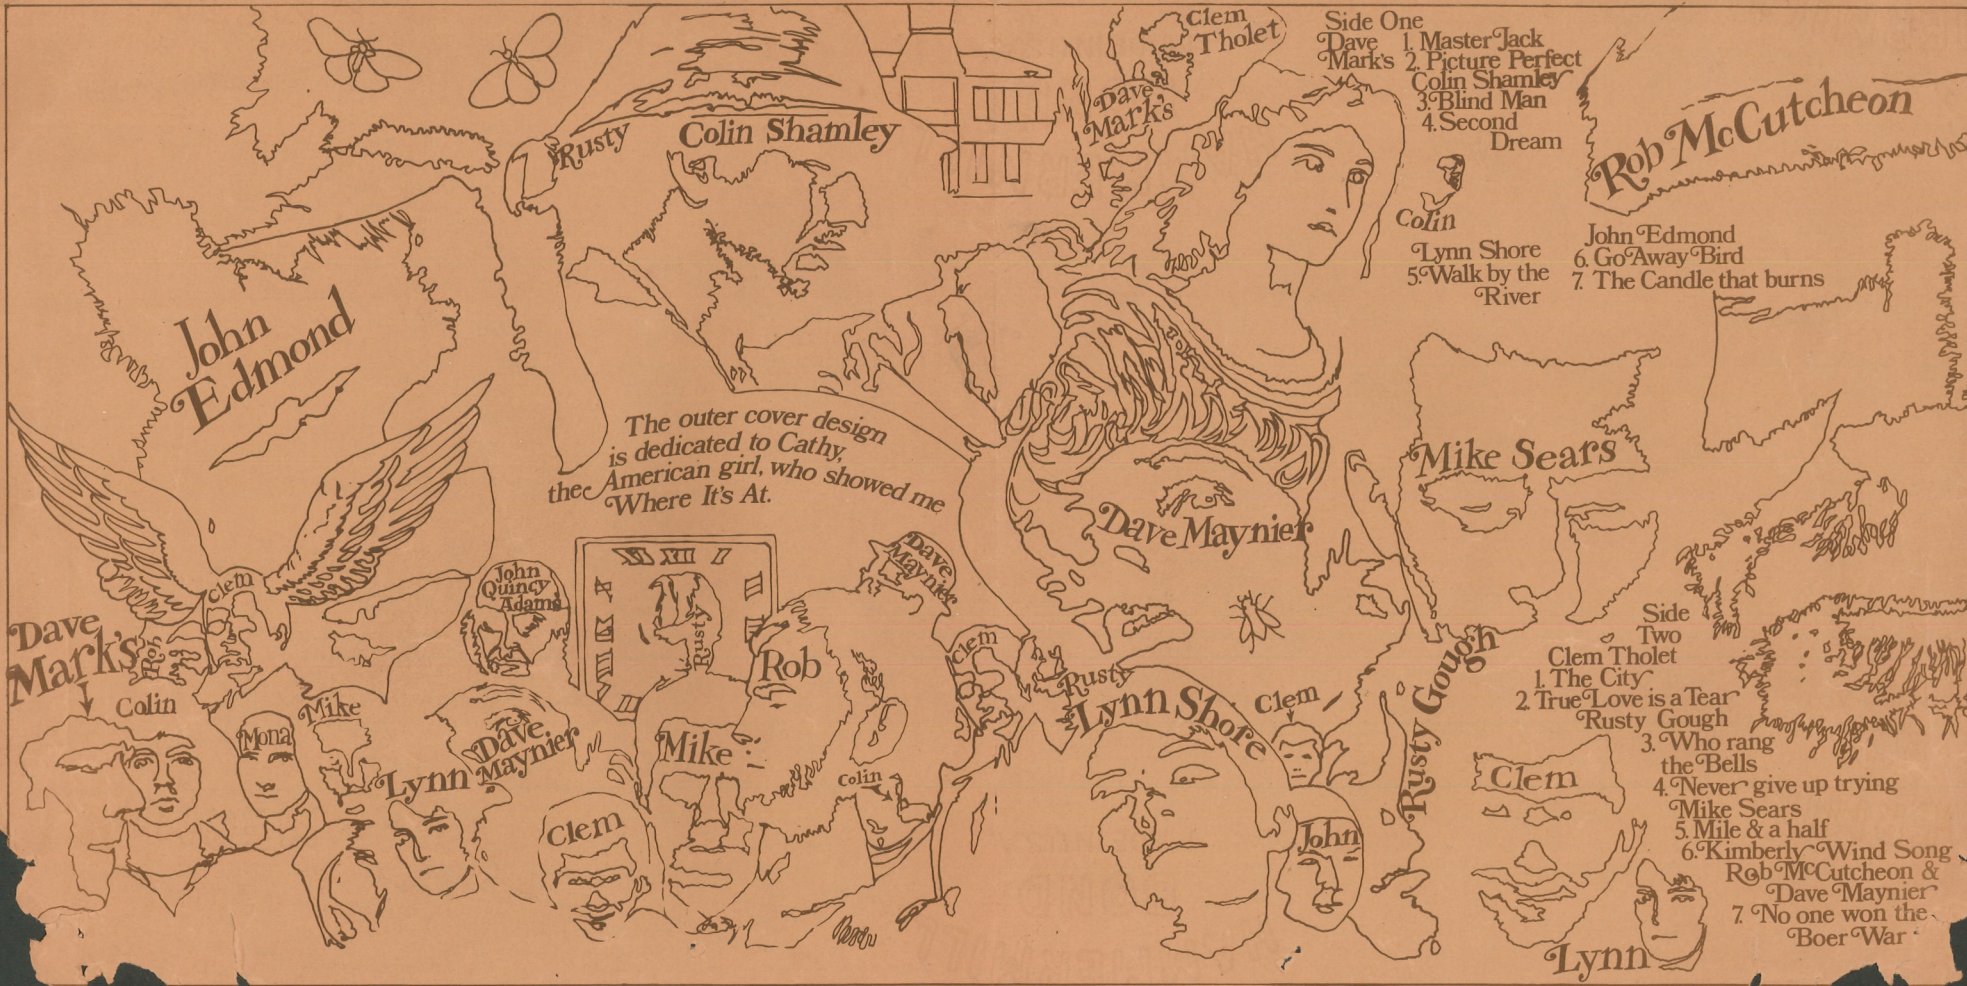 Clem
Tholet
Dave
Mark's
Rusty
Colin Shamley
John
Edmond
Side One
Dave 1. Master Jack
Mark's 2. Picture Perfect
Colin Shamley
3. Blind Man
4. Second
Dream
Colin
Lynn Shore
5. Walk by the
River
Rob McCutcheon
John Edmond
6. Go Away Bird
7. The Candle that burns
The outer cover design
is dedicated to Cathy,
the American girl, who showed me
Where It's At.
Mike Sears
Dave Maynier
XI XII I
II
X
IX
VIII
Rusty
John
Quincy
Adams
Dave
Maynier
Clem
Dave
Mark's
Rob
Colin
Mona
Mike
Lynn
Dave
Maynier
Clem
Mike
Rob
Colin
Clem
Rusty
Lynn Shore
Clem
John
Rusty Gough
Clem
Lynn
Side
Two
Clem Tholet
1. The City
2. True Love is a Tear
Rusty Gough
3. Who rang
the Bells
4. Never give up trying
Mike Sears
5. Mile & a half
6. Kimberly Wind Song
Rob McCutcheon &
Dave Maynier
7. No one won the
Boer War